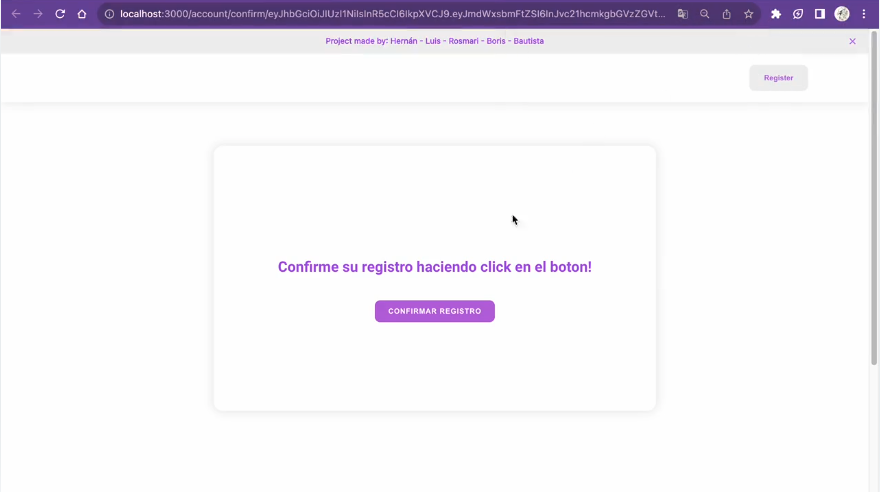 localhost:3000/account/confirm/eyJhbGciOiJIUzI1NiIsInR5cCI6IkpXVCJ9.eyJmdWxsbmFtZSI6InJvc21hcmkgbGVzZGVt...
Project made by: Hernán - Luis - Rosmari - Boris - Bautista
Register
Confirme su registro haciendo click en el boton!
CONFIRMAR REGISTRO